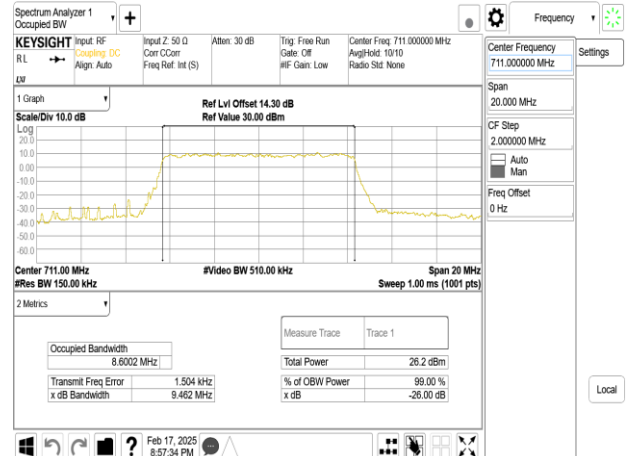 Spectrum Analyzer 1
Occupied BW
Frequency
KEYSIGHT
Input: RF
Coupling: DC
Align: Auto
Input Z: 50 Ω
Corr CCorr
Freq Ref: Int (S)
Atten: 30 dB
Trig: Free Run
Gate: Off
#IF Gain: Low
Center Freq: 711.000000 MHz
Avg|Hold: 10/10
Radio Std: None
RL
LXI
Center Frequency
711.000000 MHz
Settings
Span
20.000 MHz
CF Step
2.000000 MHz
Auto
Man
Freq Offset
0 Hz
Local
1 Graph
Scale/Div 10.0 dB
Ref Lvl Offset 14.30 dB
Ref Value 30.00 dBm
Log
20.0
10.0
0.00
-10.0
-20.0
-30.0
-40.0
-50.0
-60.0
Center 711.00 MHz
#Video BW 510.00 kHz
Span 20 MHz
#Res BW 150.00 kHz
Sweep 1.00 ms (1001 pts)
2 Metrics
Measure Trace Trace 1
Occupied Bandwidth
8.6002 MHz
Total Power 26.2 dBm
Transmit Freq Error 1.504 kHz
% of OBW Power 99.00 %
x dB Bandwidth 9.462 MHz
x dB -26.00 dB
?
Feb 17, 2025
8:57:34 PM